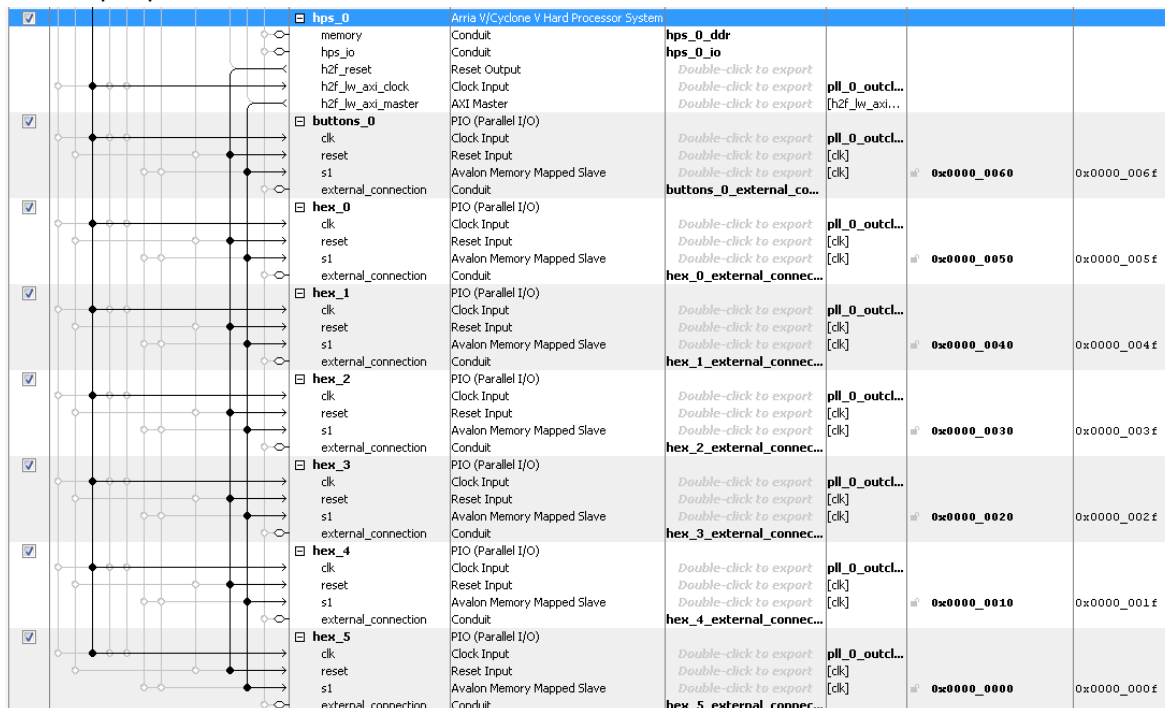 hps_0 Arria V/Cyclone V Hard Processor System
memory Conduit hps_0_ddr
hps_io Conduit hps_0_io
h2f_reset Reset Output Double-click to export
h2f_lw_axi_clock Clock Input Double-click to export pll_0_outcl...
h2f_lw_axi_master AXI Master Double-click to export [h2f_lw_axi...
buttons_0 PIO (Parallel I/O)
clk Clock Input Double-click to export pll_0_outcl...
reset Reset Input Double-click to export [clk]
s1 Avalon Memory Mapped Slave Double-click to export [clk] 0x0000_0060 0x0000_006f
external_connection Conduit buttons_0_external_co...
hex_0 PIO (Parallel I/O)
clk Clock Input Double-click to export pll_0_outcl...
reset Reset Input Double-click to export [clk]
s1 Avalon Memory Mapped Slave Double-click to export [clk] 0x0000_0050 0x0000_005f
external_connection Conduit hex_0_external_connec...
hex_1 PIO (Parallel I/O)
clk Clock Input Double-click to export pll_0_outcl...
reset Reset Input Double-click to export [clk]
s1 Avalon Memory Mapped Slave Double-click to export [clk] 0x0000_0040 0x0000_004f
external_connection Conduit hex_1_external_connec...
hex_2 PIO (Parallel I/O)
clk Clock Input Double-click to export pll_0_outcl...
reset Reset Input Double-click to export [clk]
s1 Avalon Memory Mapped Slave Double-click to export [clk] 0x0000_0030 0x0000_003f
external_connection Conduit hex_2_external_connec...
hex_3 PIO (Parallel I/O)
clk Clock Input Double-click to export pll_0_outcl...
reset Reset Input Double-click to export [clk]
s1 Avalon Memory Mapped Slave Double-click to export [clk] 0x0000_0020 0x0000_002f
external_connection Conduit hex_3_external_connec...
hex_4 PIO (Parallel I/O)
clk Clock Input Double-click to export pll_0_outcl...
reset Reset Input Double-click to export [clk]
s1 Avalon Memory Mapped Slave Double-click to export [clk] 0x0000_0010 0x0000_001f
external_connection Conduit hex_4_external_connec...
hex_5 PIO (Parallel I/O)
clk Clock Input Double-click to export pll_0_outcl...
reset Reset Input Double-click to export [clk]
s1 Avalon Memory Mapped Slave Double-click to export [clk] 0x0000_0000 0x0000_000f
external_connection Conduit hex_5_external_connec...